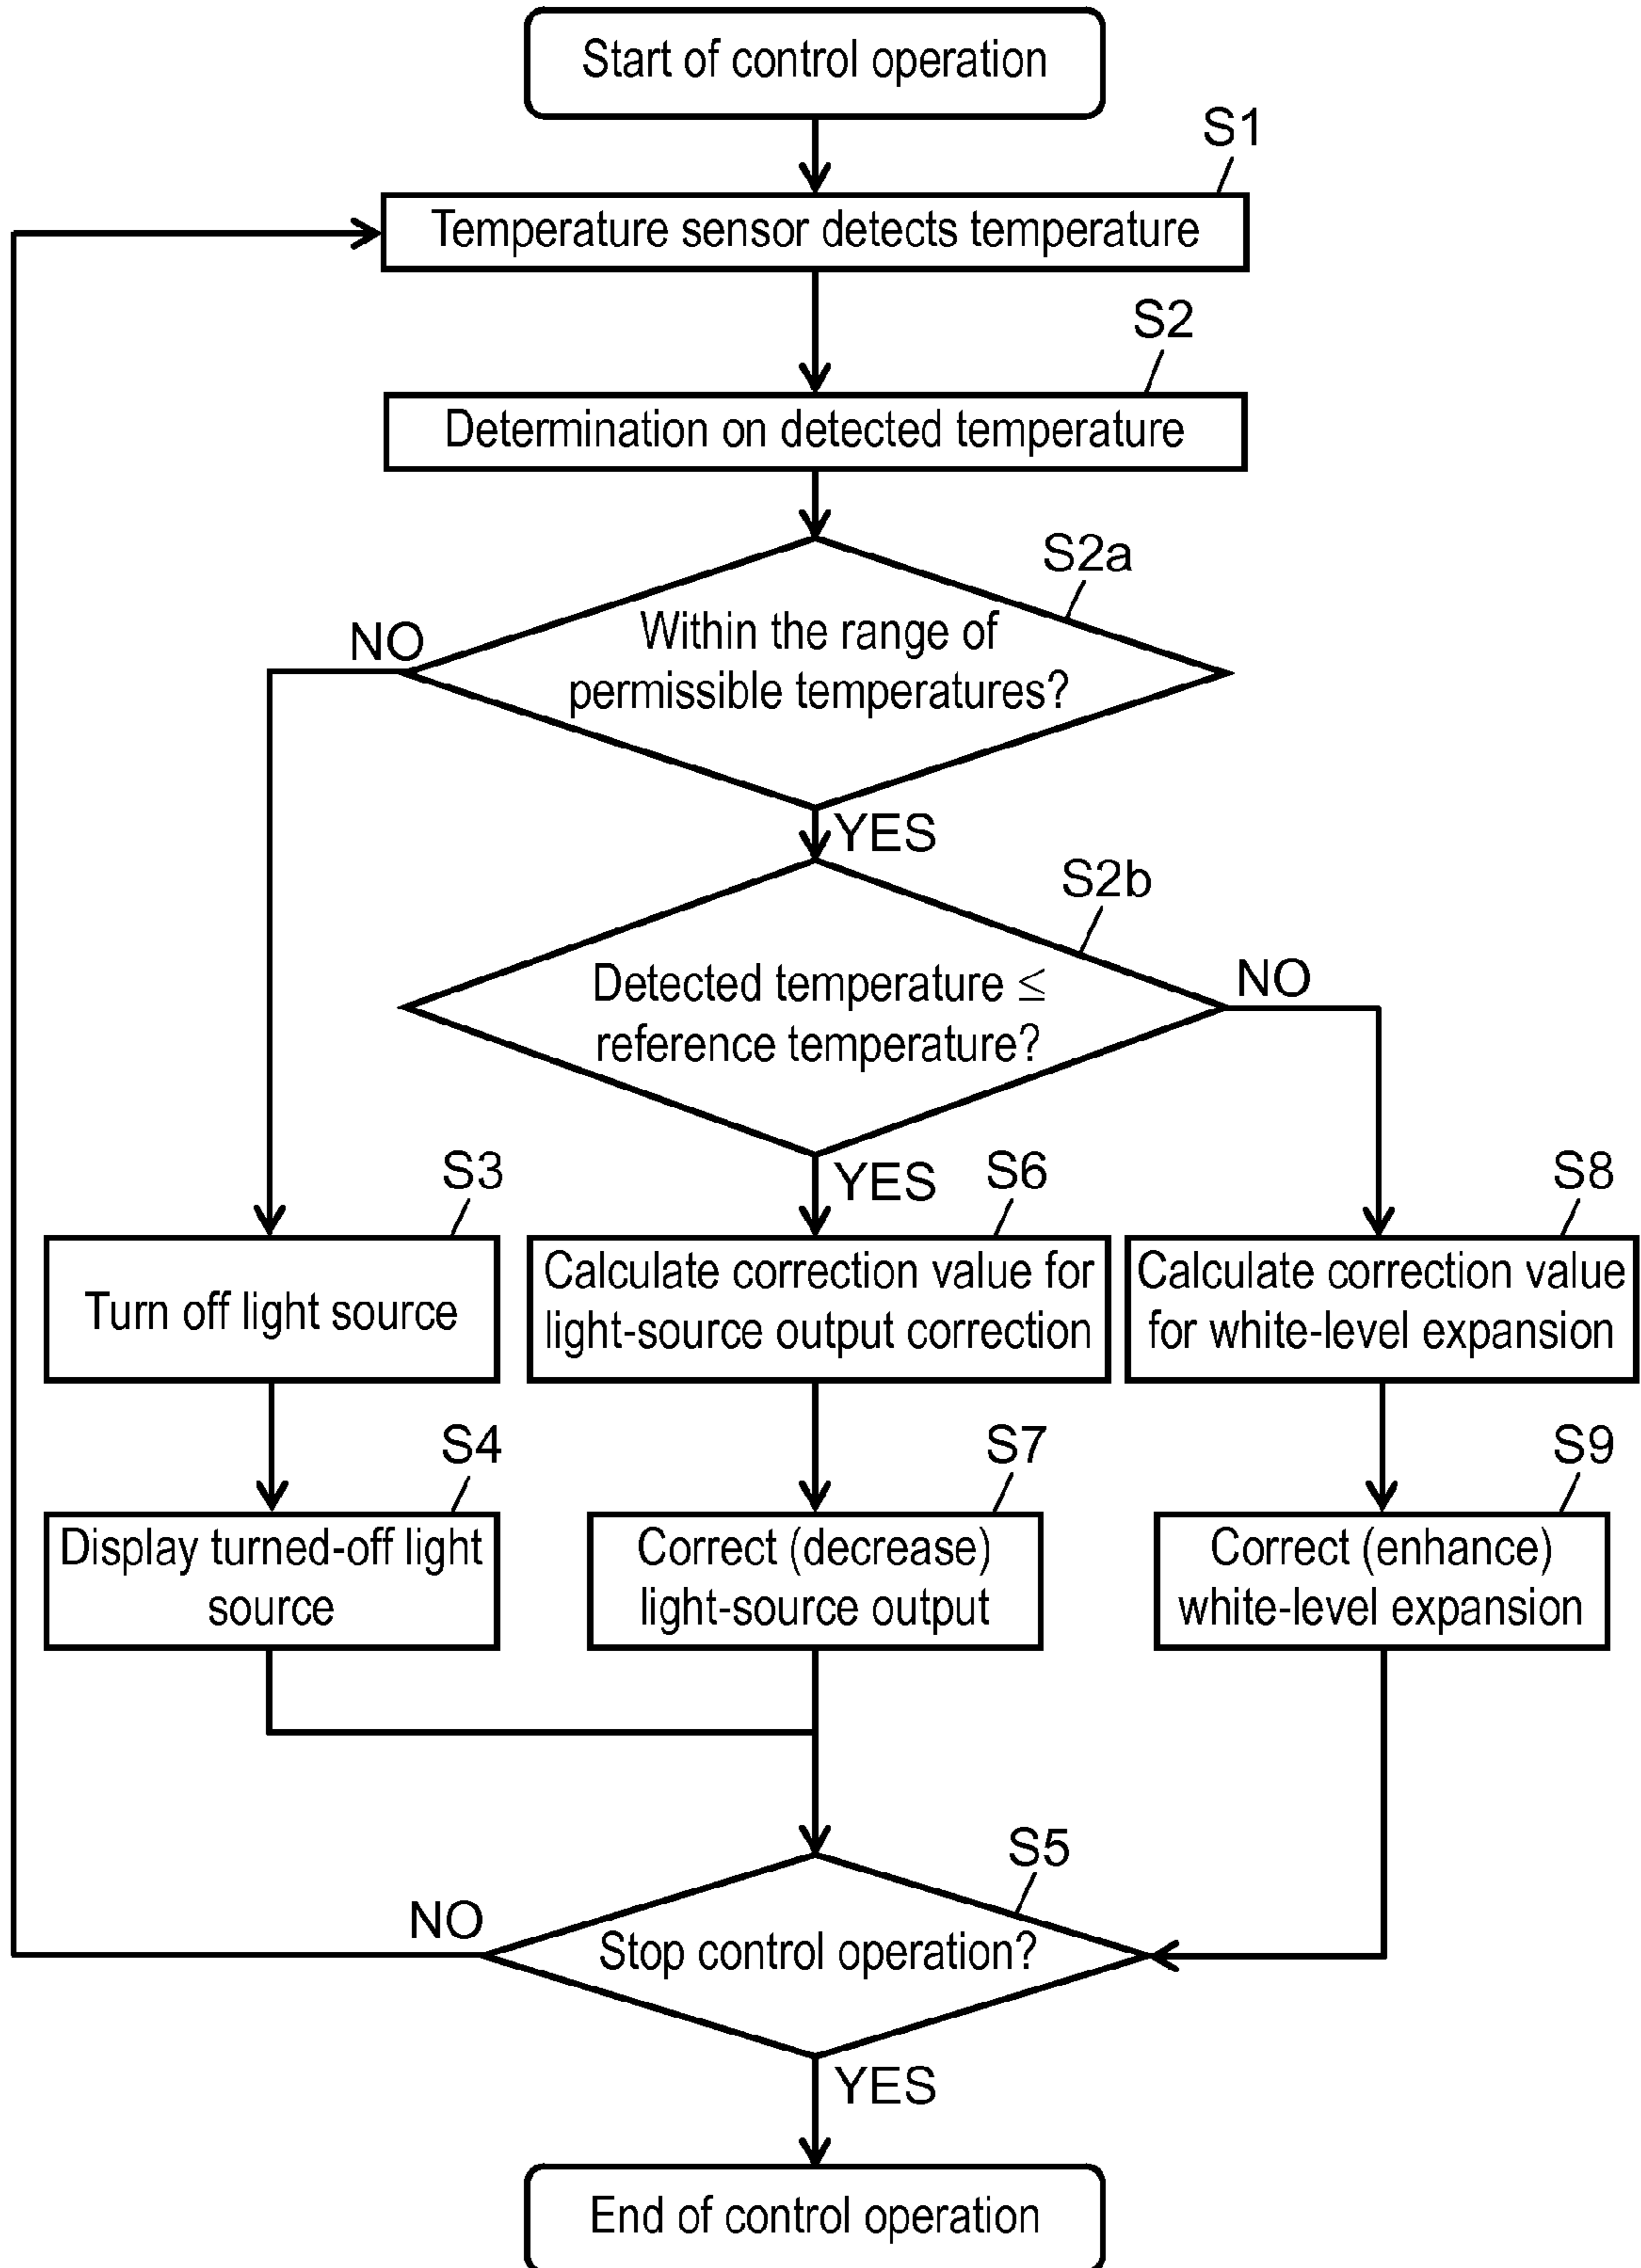 Start of control operation
S1
Temperature sensor detects temperature
S2
Determination on detected temperature
S2a
NO
Within the range of
permissible temperatures?
YES
S2b
Detected temperature ≤
reference temperature?
NO
YES
S3
S6
S8
Turn off light source
Calculate correction value for
light-source output correction
Calculate correction value
for white-level expansion
S4
S7
S9
Display turned-off light
source
Correct (decrease)
light-source output
Correct (enhance)
white-level expansion
S5
NO
Stop control operation?
YES
End of control operation